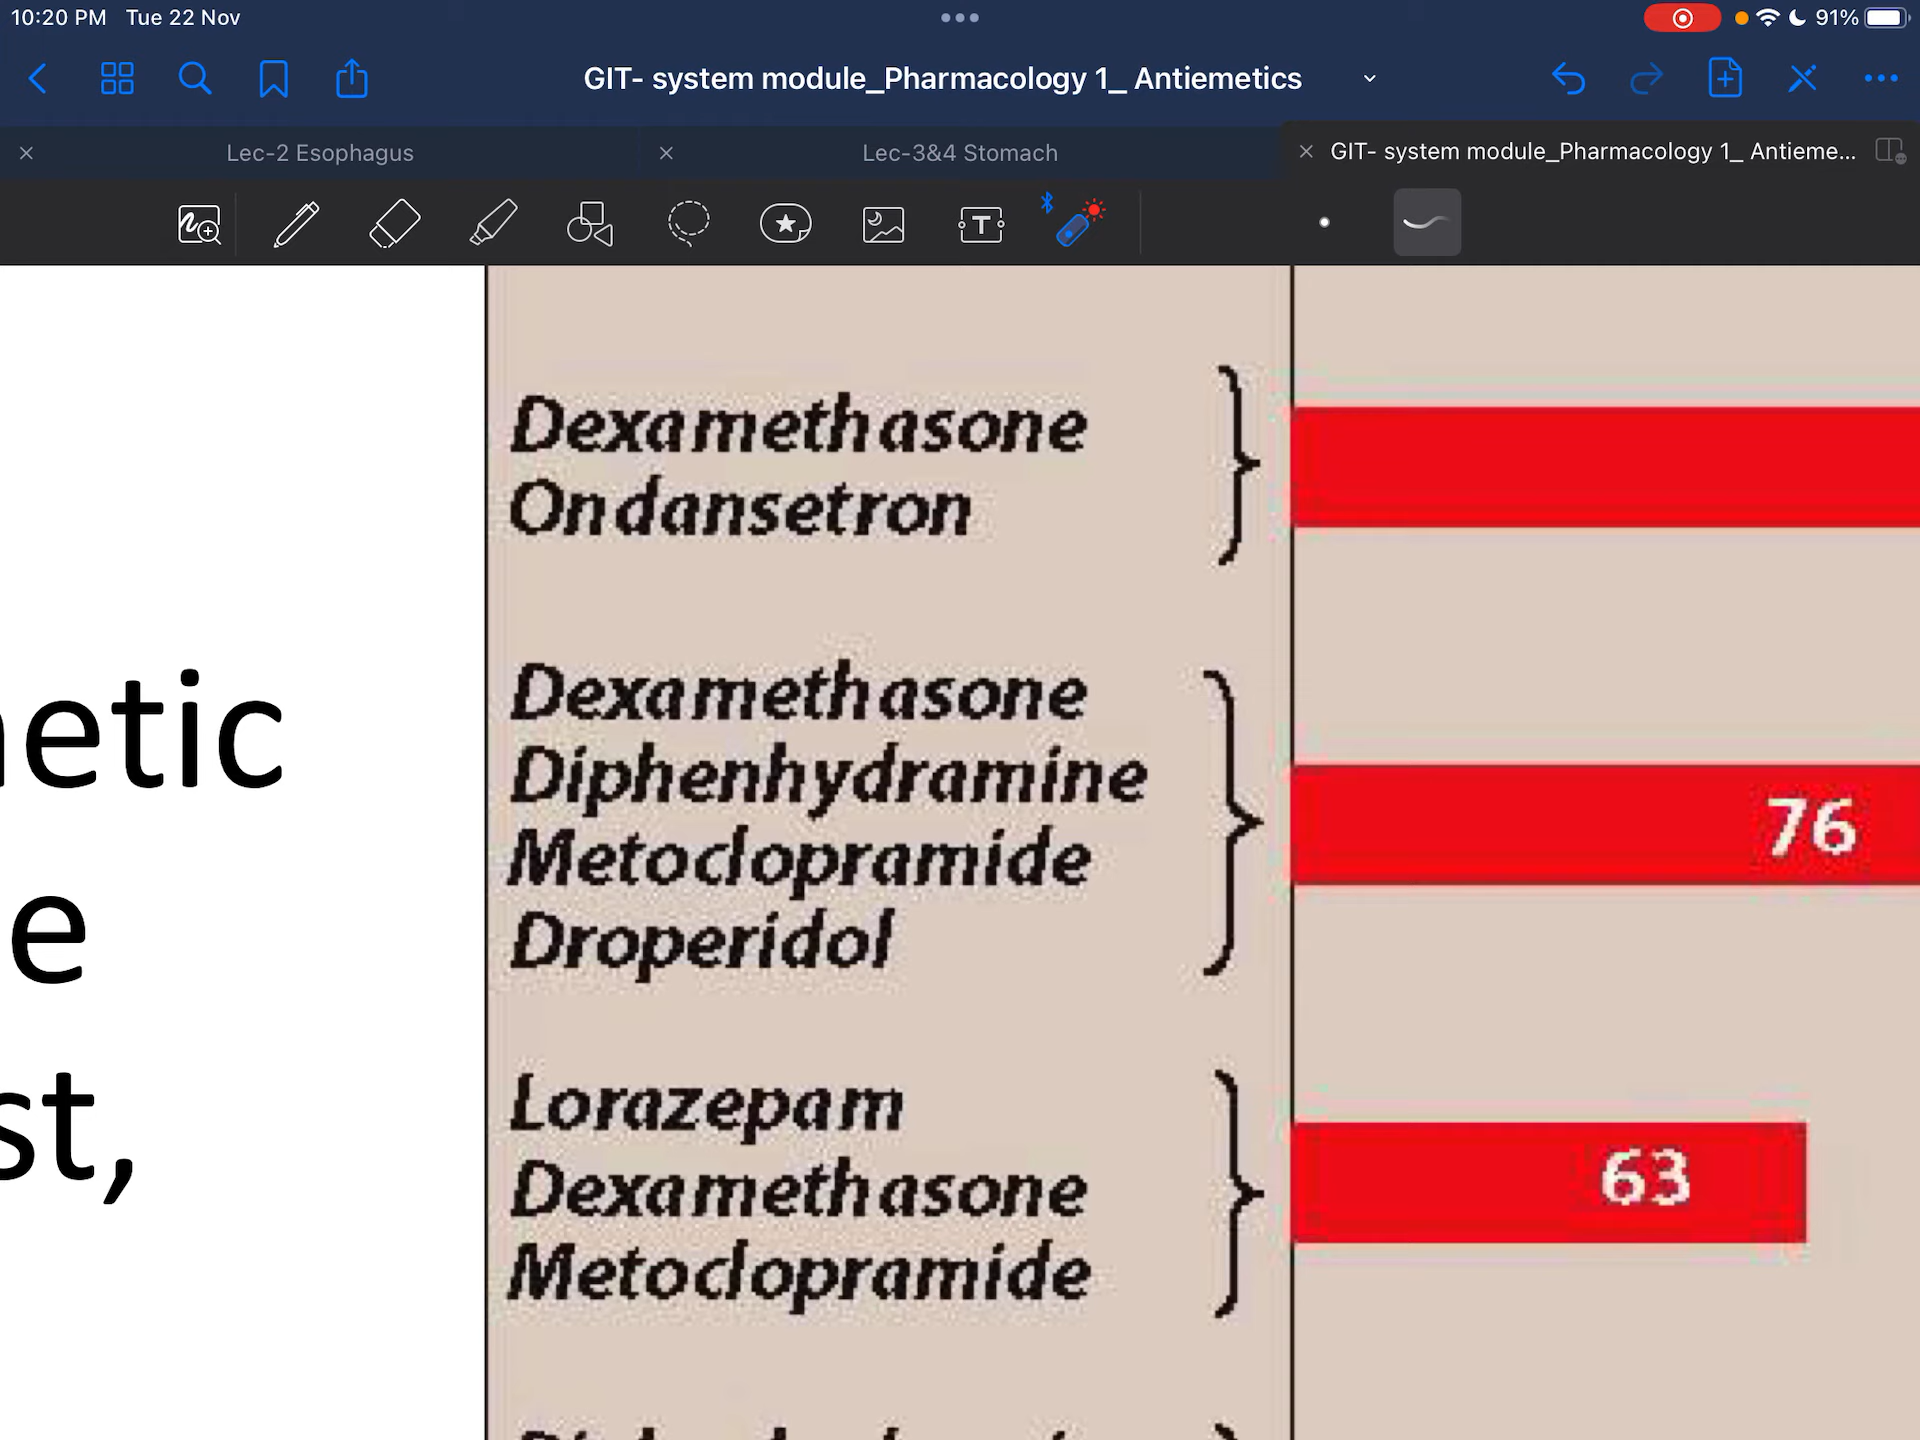 10:20 PM Tue 22 Nov
91%
GIT- system module_Pharmacology 1_ Antiemetics
Lec-2 Esophagus
Lec-3&4 Stomach
GIT- system module_Pharmacology 1_ Antieme...
Dexamethasone
Ondansetron
Dexamethasone
Diphenhydramine
Metoclopramide
Droperidol
76
Lorazepam
Dexamethasone
Metoclopramide
63
netic
e
st,